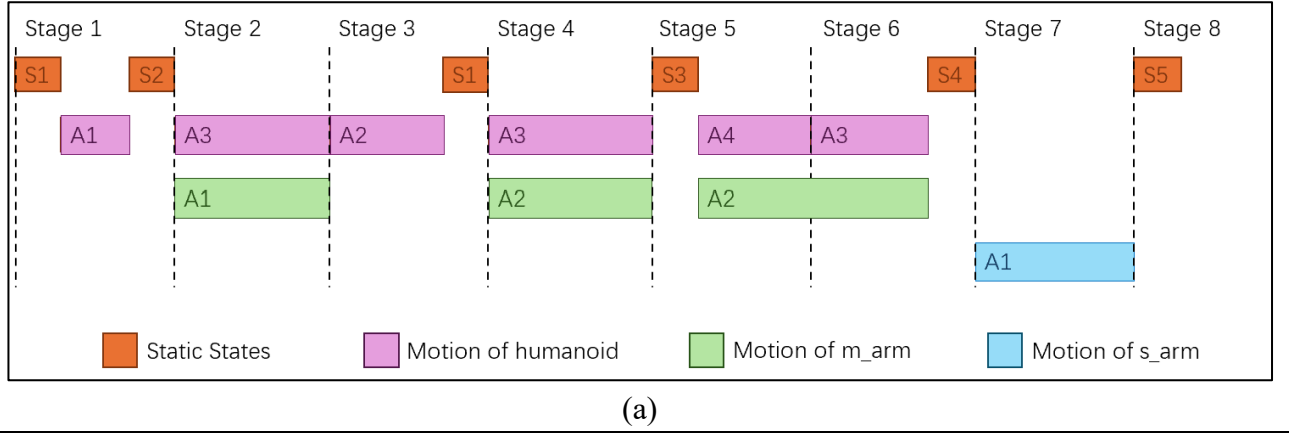 Stage 1 Stage 2 Stage 3 Stage 4 Stage 5 Stage 6 Stage 7 Stage 8
S1 S2 S1 S3 S4 S5
A1 A3 A2 A3 A4 A3
A1 A2 A2
A1
Static States Motion of humanoid Motion of m_arm Motion of s_arm
(a)